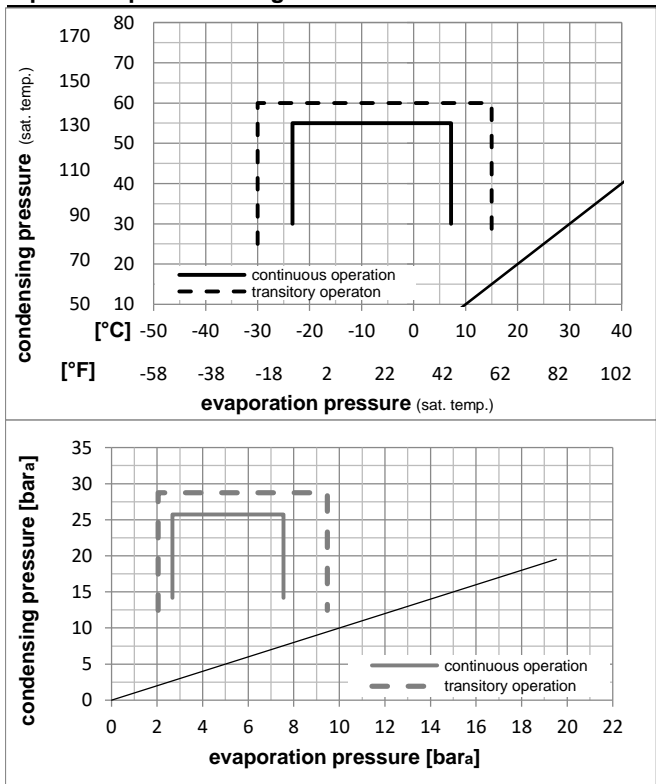 170 80
150 70
60
130 50
110 40
90 30
70 20
50 10
condensing pressure (sat. temp.)
continuous operation
transitory operaton
[°C] -50 -40 -30 -20 -10 0 10 20 30 40
[°F] -58 -38 -18 2 22 42 62 82 102
evaporation pressure (sat. temp.)
35
30
25
20
15
10
5
0
condensing pressure [bara]
continuous operation
transitory operation
0 2 4 6 8 10 12 14 16 18 20 22
evaporation pressure [bara]